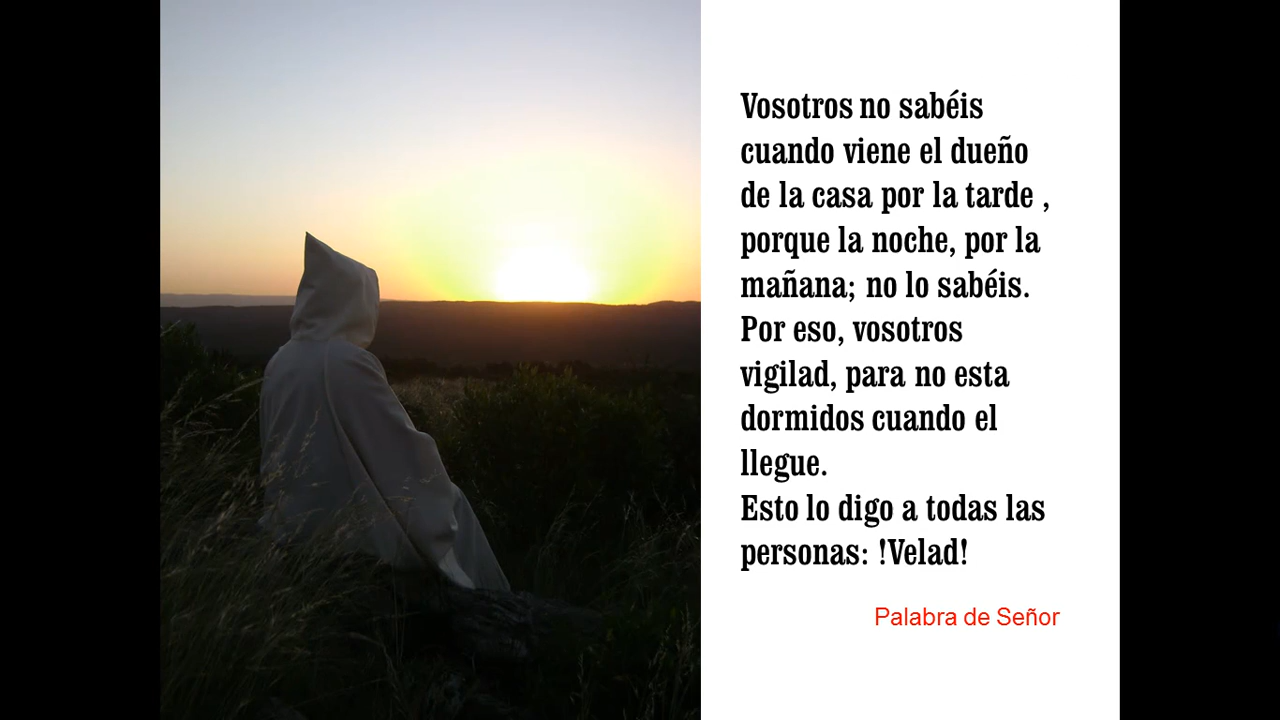 Vosotros no sabéis
cuando viene el dueño
de la casa por la tarde ,
porque la noche, por la
mañana; no lo sabéis.
Por eso, vosotros
vigilad, para no esta
dormidos cuando el
llegue.
Esto lo digo a todas las
personas: !Velad!
Palabra de Señor